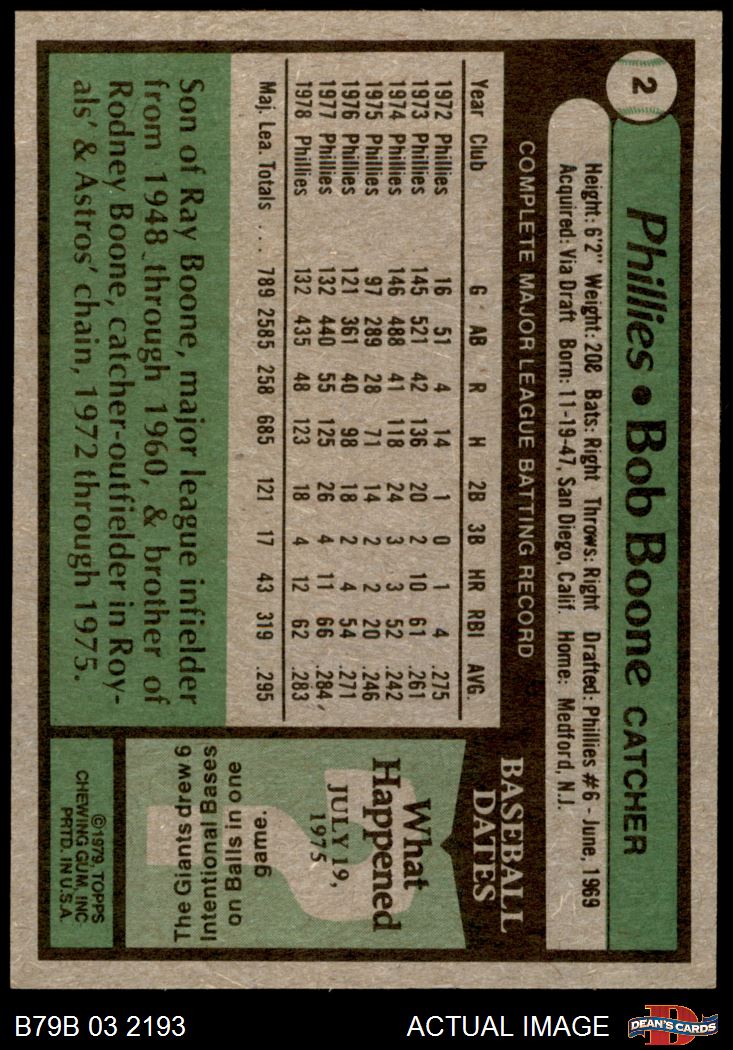 2
Phillies • Bob Boone CATCHER
Height: 6'2" Weight: 208 Bats: Right Throws: Right Drafted: Phillies #6 - June, 1969
Acquired: Via Draft Born: 11-19-47, San Diego, Calif. Home: Medford, N.J.
COMPLETE MAJOR LEAGUE BATTING RECORD
Year Club G AB R H 2B 3B HR RBI AVG.
1972 Phillies 16 51 4 14 1 0 1 4 .275
1973 Phillies 145 521 42 136 20 2 10 61 .261
1974 Phillies 146 488 41 118 24 3 3 52 .242
1975 Phillies 97 289 28 71 14 2 2 20 .246
1976 Phillies 121 361 40 98 18 2 4 54 .271
1977 Phillies 132 440 55 125 26 4 11 66 .284
1978 Phillies 132 435 48 123 18 4 12 62 .283
Maj. Lea. Totals ... 789 2585 258 685 121 17 43 319 .295
Son of Ray Boone, major league infielder
from 1948 through 1960, & brother of
Rodney Boone, catcher-outfielder in Roy-
als' & Astros' chain, 1972 through 1975.
BASEBALL
DATES
What
Happened
JULY 19,
1975
The Giants drew 6
Intentional Bases
on Balls in one
game.
©1979, TOPPS
CHEWING GUM, INC
PRTD. IN U.S.A.
B79B 03 2193
ACTUAL IMAGE
D
DEAN'S CARDS